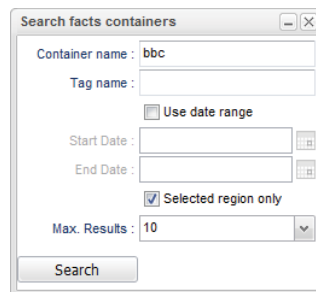 Search facts containers
Container name : bbc
Tag name :
Use date range
Start Date :
End Date :
Selected region only
Max. Results : 10
Search